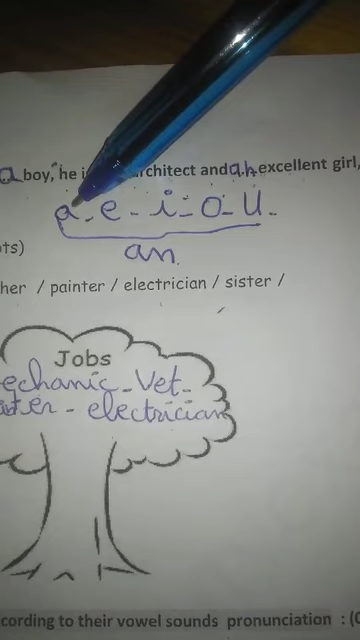 a boy, he architect and an excellent girl,
a - e - i - o - u -
ts)
an
her / painter / electrician / sister /
Jobs
echanic - Vet -
ter - electrician
cording to their vowel sounds pronunciation : (